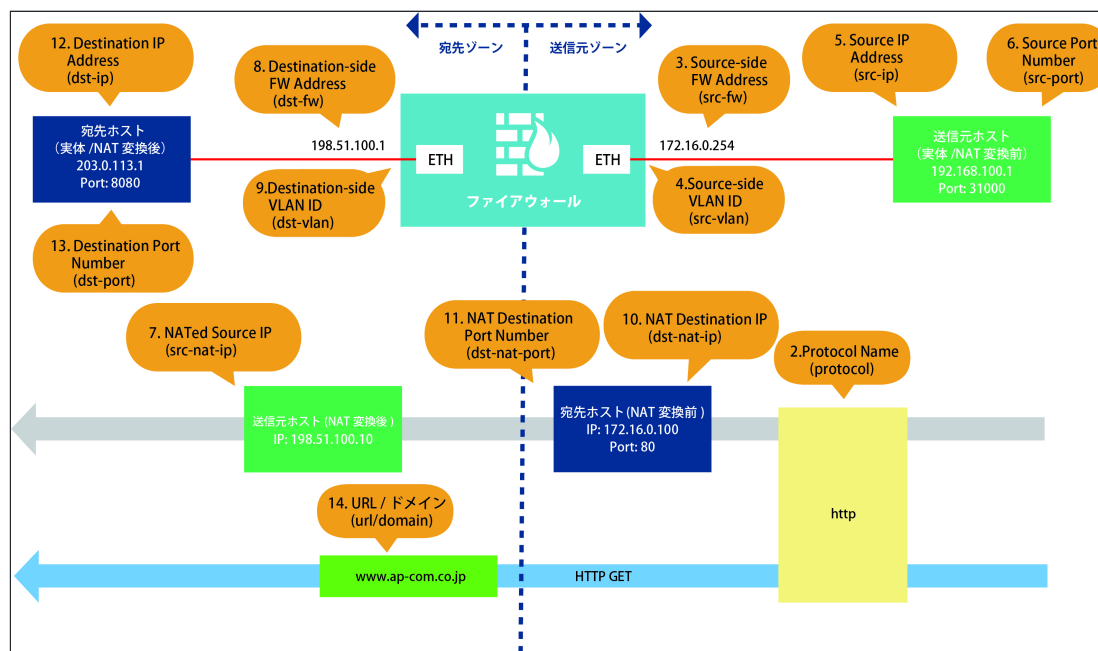 宛先ゾーン
送信元ゾーン
12. Destination IP
Address
(dst-ip)
8. Destination-side
FW Address
(dst-fw)
3. Source-side
FW Address
(src-fw)
5. Source IP
Address
(src-ip)
6. Source Port
Number
(src-port)
宛先ホスト
（実体 /NAT 変換後）
203.0.113.1
Port: 8080
198.51.100.1
ETH
ETH
ファイアウォール
172.16.0.254
送信元ホスト
（実体 /NAT 変換前）
192.168.100.1
Port: 31000
9.Destination-side
VLAN ID
(dst-vlan)
4.Source-side
VLAN ID
(src-vlan)
13. Destination Port
Number
(dst-port)
7. NATed Source IP
(src-nat-ip)
11. NAT Destination
Port Number
(dst-nat-port)
10. NAT Destination IP
(dst-nat-ip)
2.Protocol Name
(protocol)
送信元ホスト (NAT 変換後 )
IP: 198.51.100.10
宛先ホスト(NAT 変換前 )
IP: 172.16.0.100
Port: 80
http
14. URL / ドメイン
(url/domain)
www.ap-com.co.jp
HTTP GET